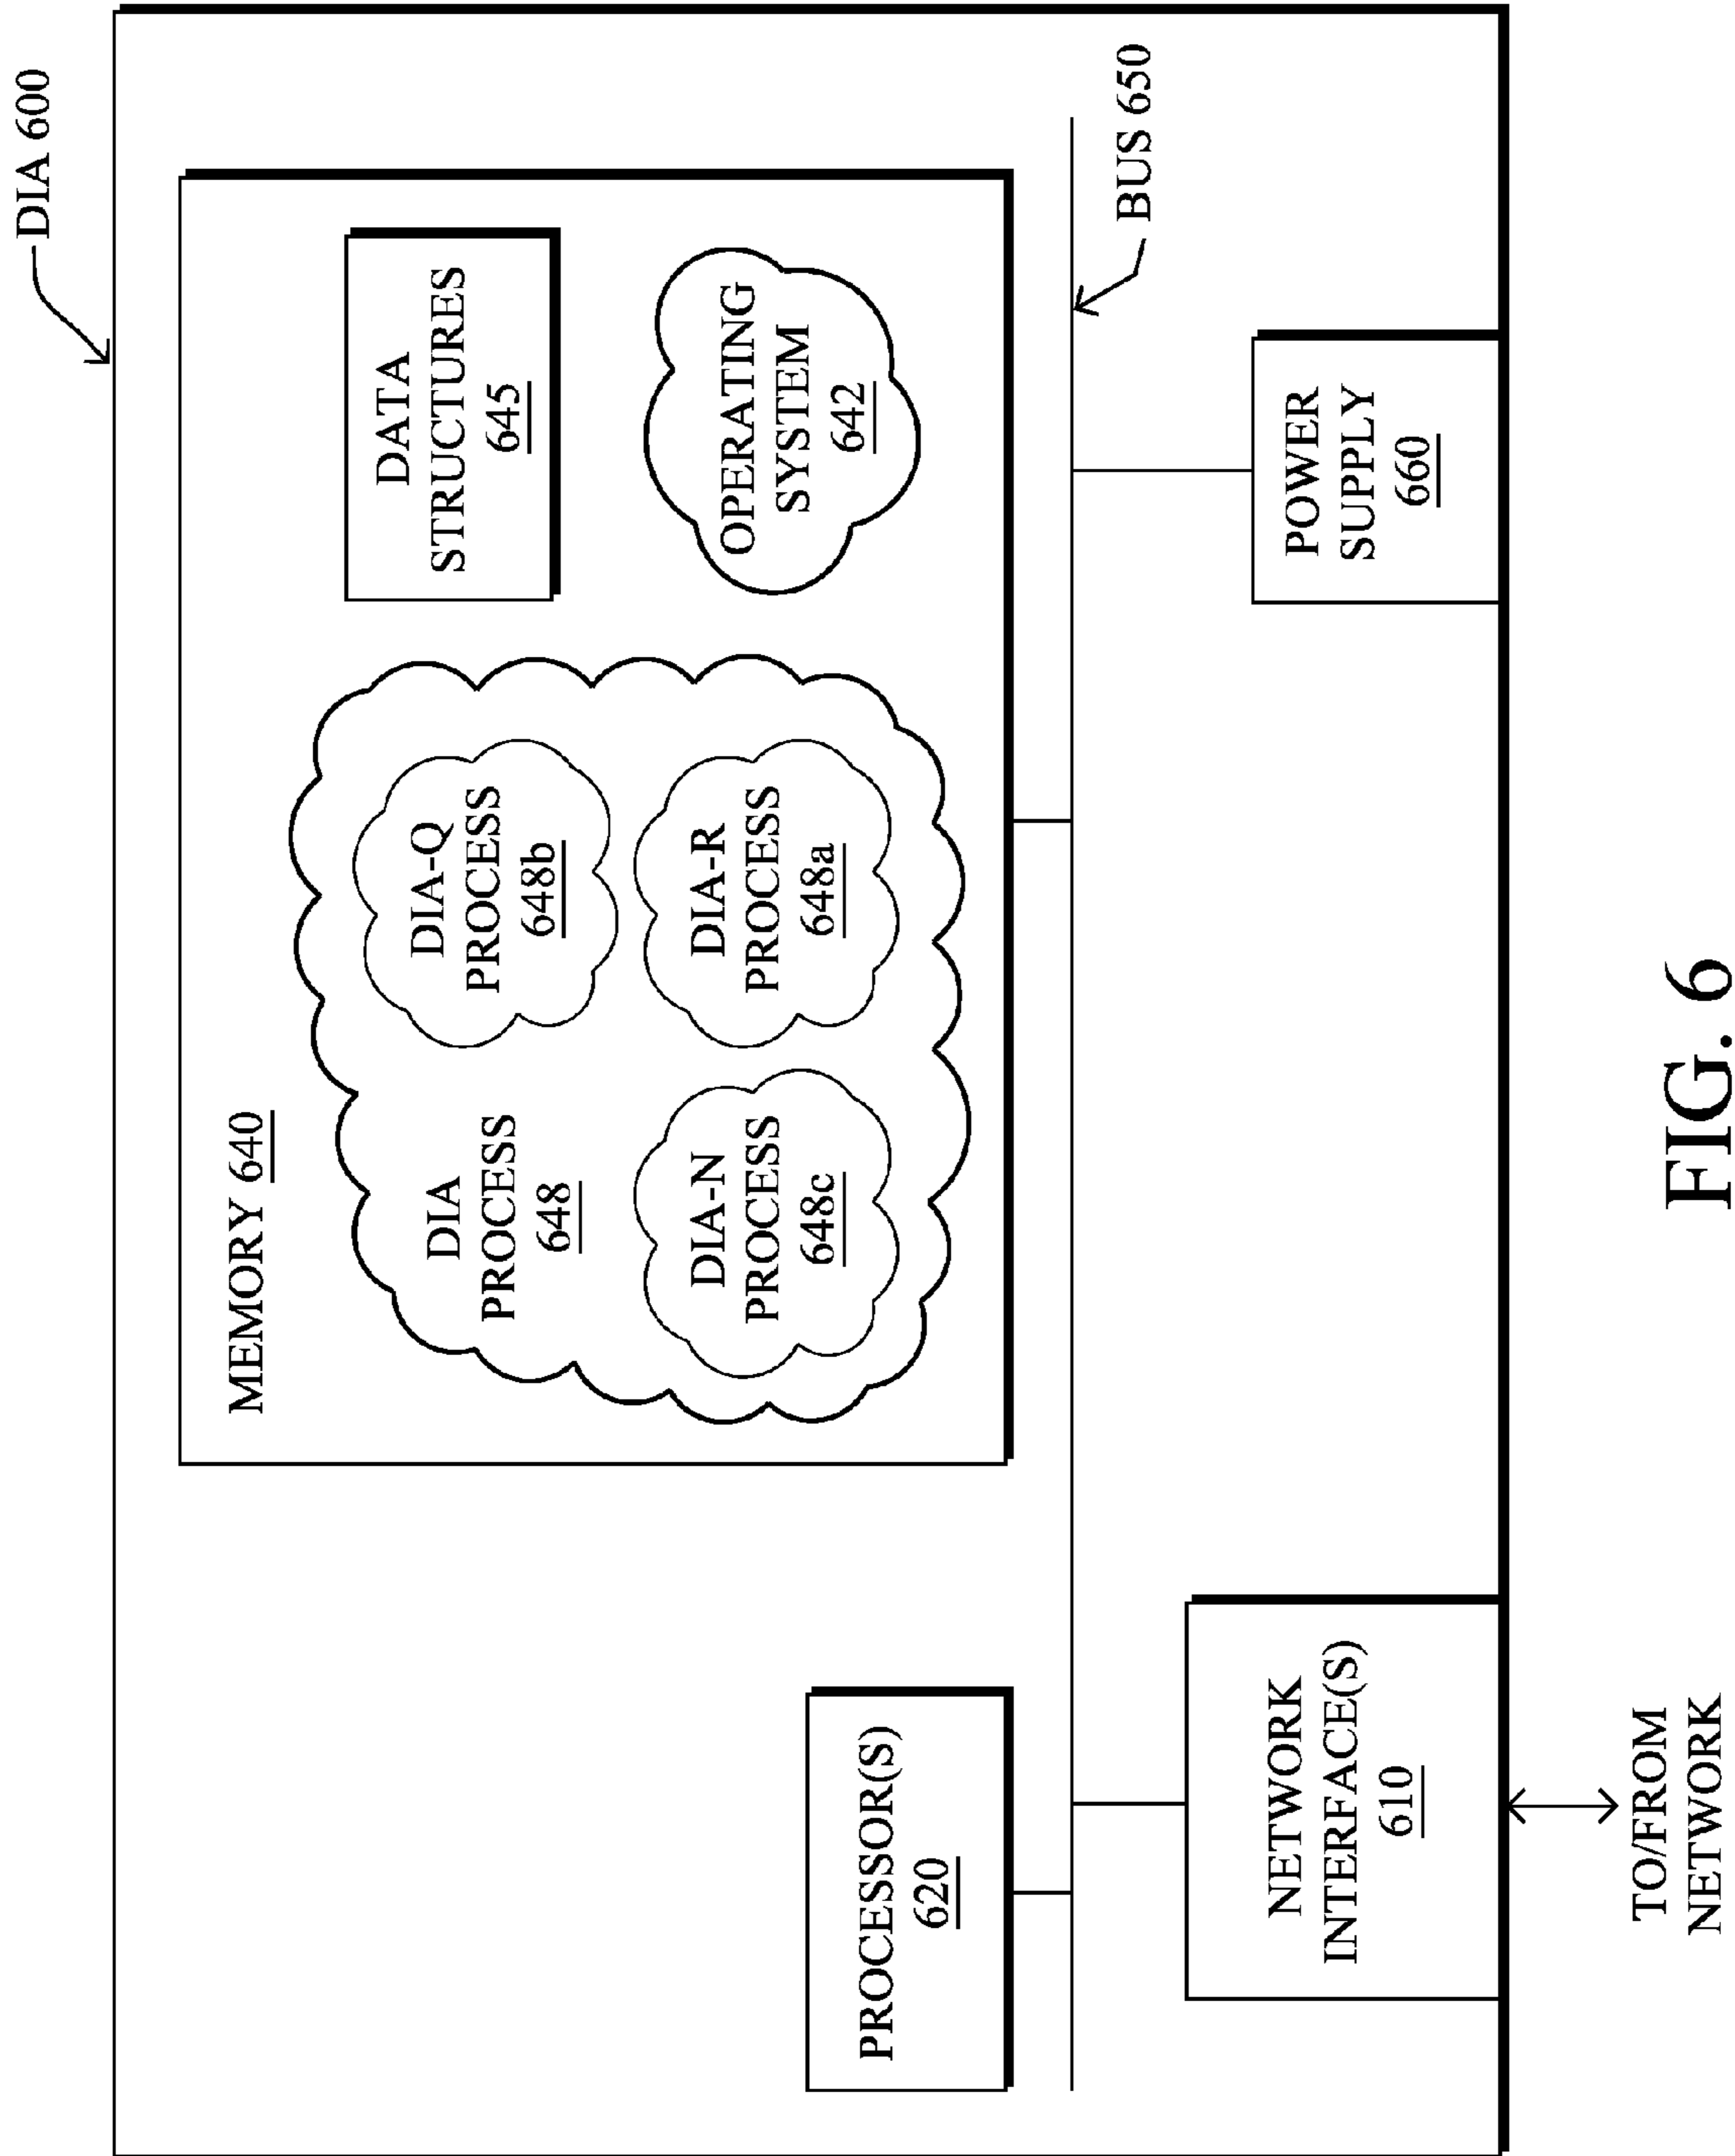 DIA 600
MEMORY 640
DIA
PROCESS
648
DIA-Q
PROCESS
648b
DATA
STRUCTURES
645
DIA-N
PROCESS
648c
DIA-R
PROCESS
648a
OPERATING
SYSTEM
642
PROCESSOR(S)
620
BUS 650
NETWORK
INTERFACE(S)
610
POWER
SUPPLY
660
TO/FROM
NETWORK
FIG. 6